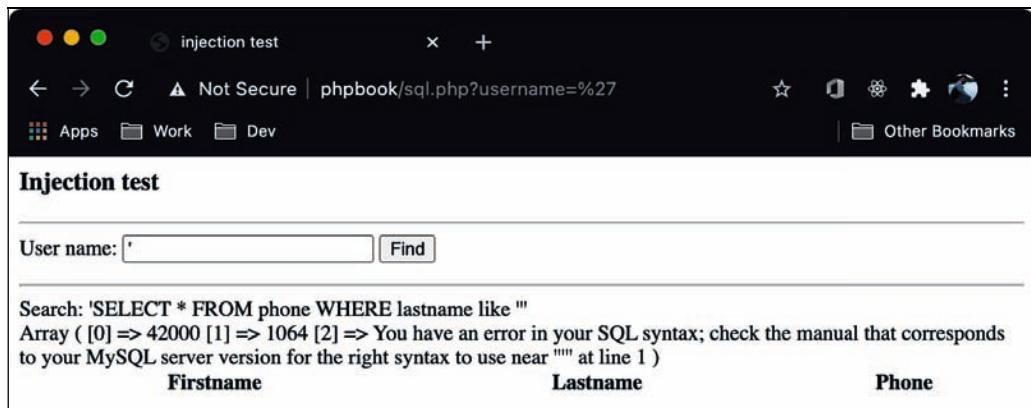 injection test
Not Secure phpbook/sql.php?username=%27
Apps Work Dev Other Bookmarks
Injection test
User name: ' Find
Search: 'SELECT * FROM phone WHERE lastname like '''
Array ( [0] => 42000 [1] => 1064 [2] => You have an error in your SQL syntax; check the manual that corresponds
to your MySQL server version for the right syntax to use near ''''' at line 1 )
Firstname Lastname Phone